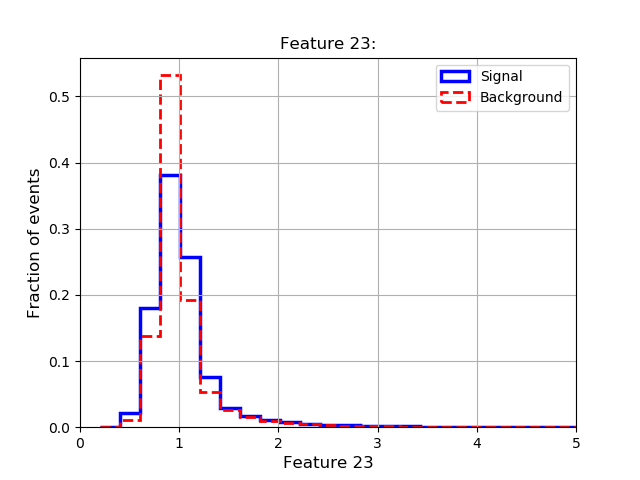 Feature 23:
Signal
Background
Fraction of events
0.5
0.4
0.3
0.2
0.1
0.0
0 1 2 3 4 5
Feature 23